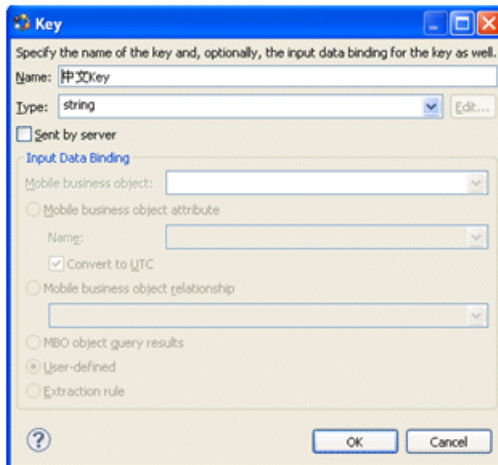 Key
Specify the name of the key and, optionally, the input data binding for the key as well.
Name: 中文Key
Type: string Edit...
Sent by server
Input Data Binding
Mobile business object:
Mobile business object attribute
Name:
Convert to UTC
Mobile business object relationship
MBO object query results
User-defined
Extraction rule
? OK Cancel